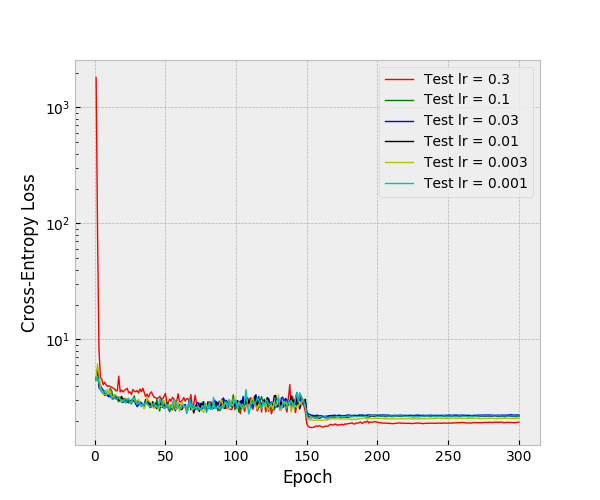 Test lr = 0.3
Test lr = 0.1
Test lr = 0.03
Test lr = 0.01
Test lr = 0.003
Test lr = 0.001
10³
10²
10¹
Cross-Entropy Loss
0 50 100 150 200 250 300
Epoch